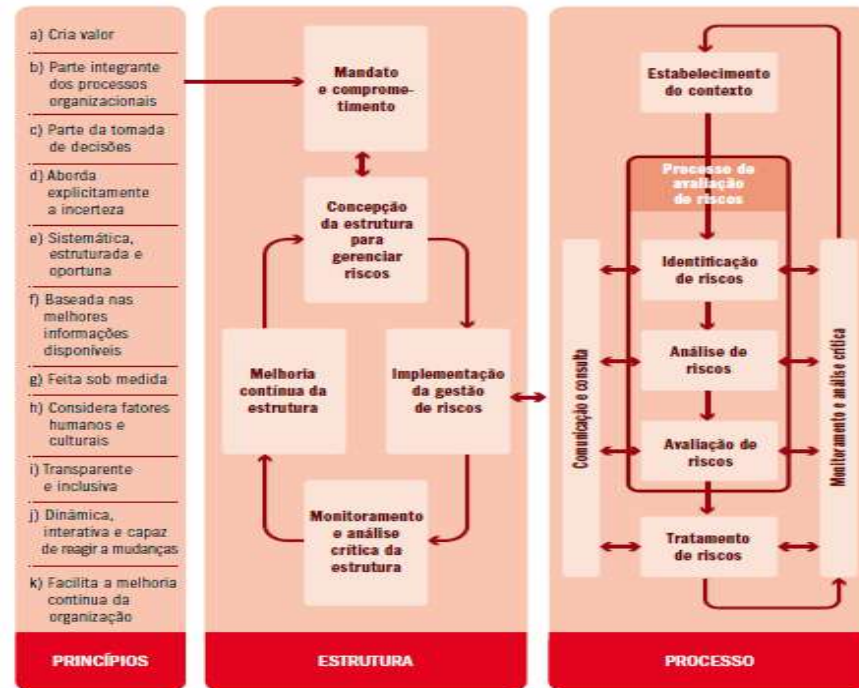 a) Cria valor
b) Parte integrante
dos processos
organizacionais
c) Parte da tomada
de decisões
d) Aborda
explicitamente
a incerteza
e) Sistemática,
estruturada e
oportuna
f) Baseada nas
melhores
informações
disponíveis
g) Feita sob medida
h) Considera fatores
humanos e
culturais
i) Transparente
e inclusiva
j) Dinâmica,
interativa e capaz
de reagir a mudanças
k) Facilita a melhoria
contínua da
organização
PRINCÍPIOS
Mandato
e comprome-
timento
Concepção
da estrutura
para
gerenciar
riscos
Melhoria
contínua da
estrutura
Implementação
da gestão
de riscos
Monitoramento
e análise
crítica da
estrutura
ESTRUTURA
Estabelecimento
do contexto
Processo de
avaliação
de riscos
Identificação
de riscos
Análise de
riscos
Avaliação de
riscos
Tratamento
de riscos
Comunicação e consulta
Monitoramento e análise crítica
PROCESSO